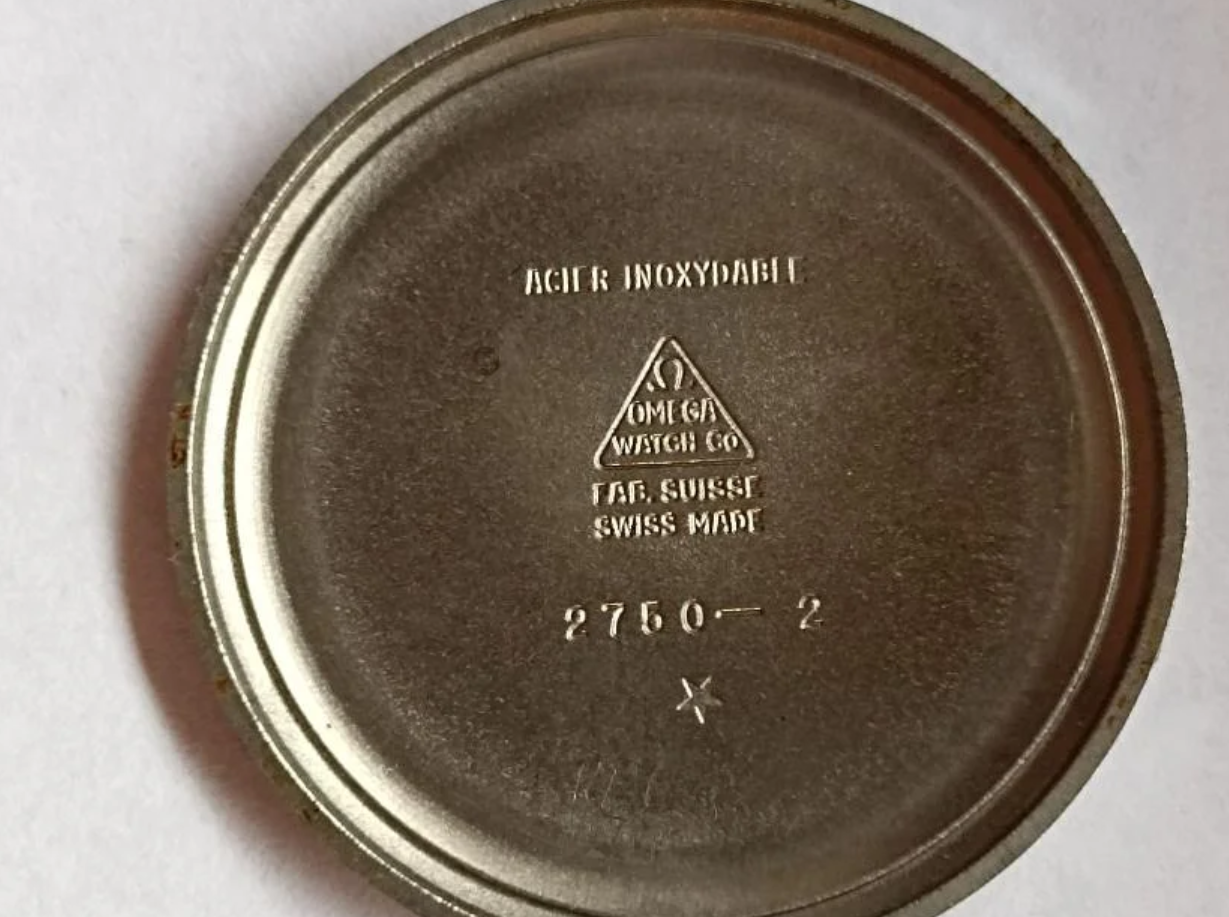 ACIER INOXYDABLE
Ω
OMEGA
WATCH Co
FAB. SUISSE
SWISS MADE
2750 — 2